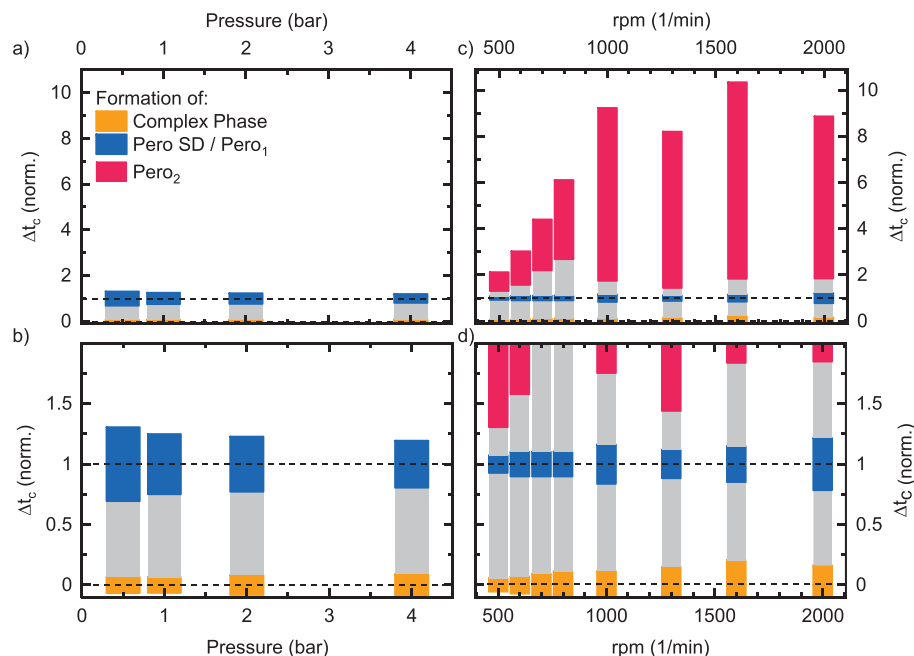 Pressure (bar)
0 1 2 3 4
a)
10
8
6
4
2
0
Δt_c (norm.)
Formation of:
Complex Phase
Pero SD / Pero₁
Pero₂
rpm (1/min)
500 1000 1500 2000
c)
10
8
6
4
2
0
Δt_c (norm.)
b)
1.5
1
0.5
0
Δt_c (norm.)
0 1 2 3 4
Pressure (bar)
d)
1.5
1
0.5
0
Δtc (norm.)
500 1000 1500 2000
rpm (1/min)